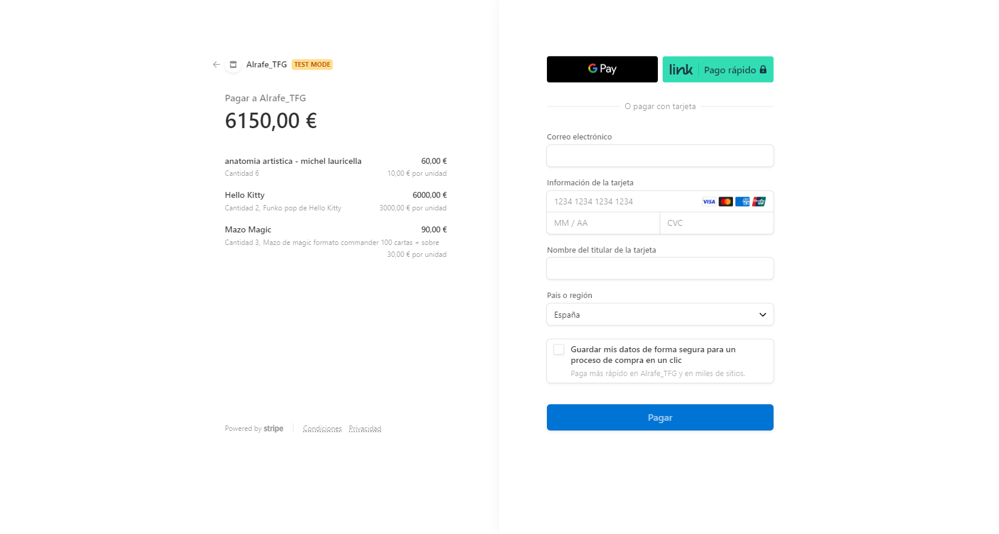 Alrafe_TFG TEST MODE
Pagar a Alrafe_TFG
6150,00 €
anatomia artistica - michel lauricella 60,00 €
Cantidad 6 10,00 € por unidad
Hello Kitty 6000,00 €
Cantidad 2, Funko pop de Hello Kitty 3000,00 € por unidad
Mazo Magic 90,00 €
Cantidad 3, Mazo de magic formato commander 100 cartas + sobre
30,00 € por unidad
Powered by stripe Condiciones Privacidad
G Pay link Pago rápido
O pagar con tarjeta
Correo electrónico
Información de la tarjeta
1234 1234 1234 1234 VISA
MM / AA CVC
Nombre del titular de la tarjeta
País o región
España
Guardar mis datos de forma segura para un
proceso de compra en un clic
Paga más rápido en Alrafe_TFG y en miles de sitios.
Pagar